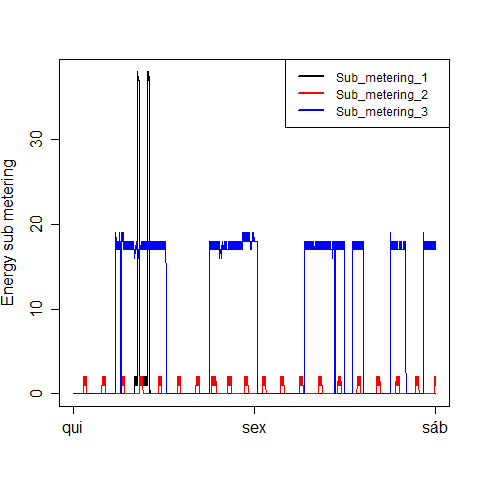 Sub_metering_1
Sub_metering_2
Sub_metering_3
Energy sub metering
30
20
10
0
qui sex sáb